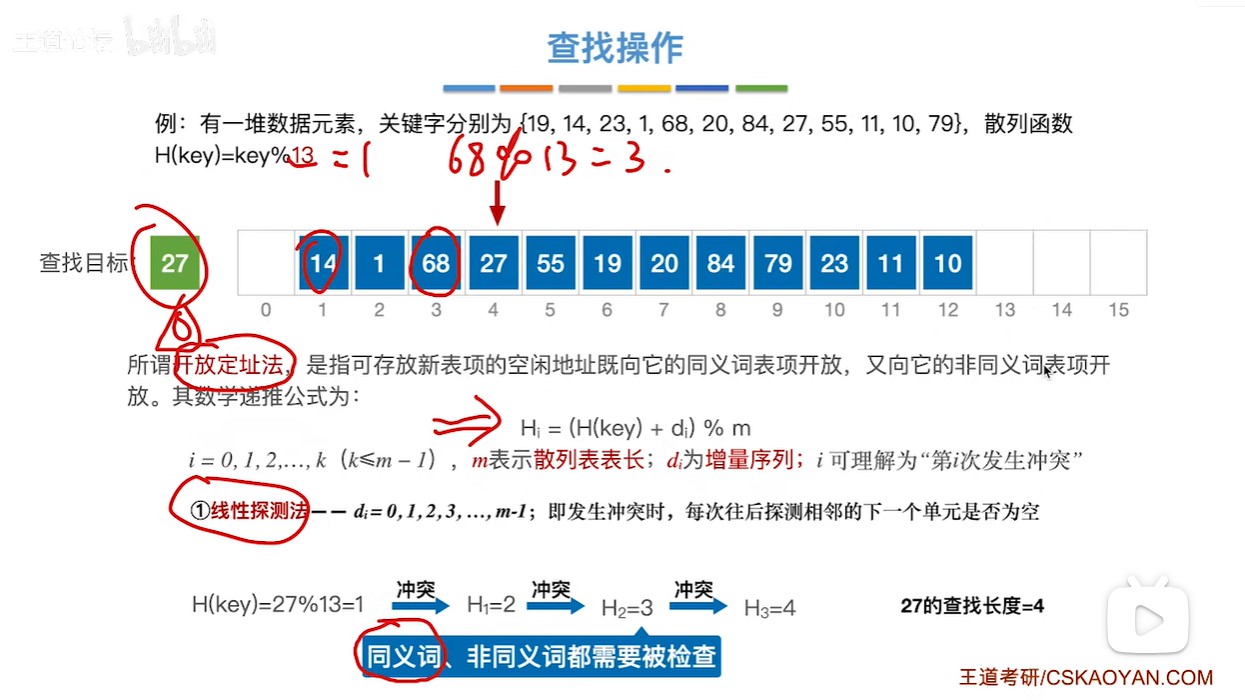 王道论坛 bilibili
查找操作
例：有一堆数据元素，关键字分别为 {19, 14, 23, 1, 68, 20, 84, 27, 55, 11, 10, 79}，散列函数
H(key)=key%13 = 1 68%13=3.
查找目标: 27 14 1 68 27 55 19 20 84 79 23 11 10
0 1 2 3 4 5 6 7 8 9 10 11 12 13 14 15
所谓开放定址法，是指可存放新表项的空闲地址既向它的同义词表项开放，又向它的非同义词表项开
放。其数学递推公式为：
Hᵢ = (H(key) + dᵢ) % m
i = 0, 1, 2,…, k（k≤m − 1），m表示散列表表长；dᵢ为增量序列；i 可理解为“第i次发生冲突”
①线性探测法—— dᵢ = 0, 1, 2, 3, …, m-1；即发生冲突时，每次往后探测相邻的下一个单元是否为空
冲突 冲突 冲突
H(key)=27%13=1 H₁=2 H₂=3 H₃=4 27的查找长度=4
同义词、非同义词都需要被检查
王道考研/CSKAOYAN.COM